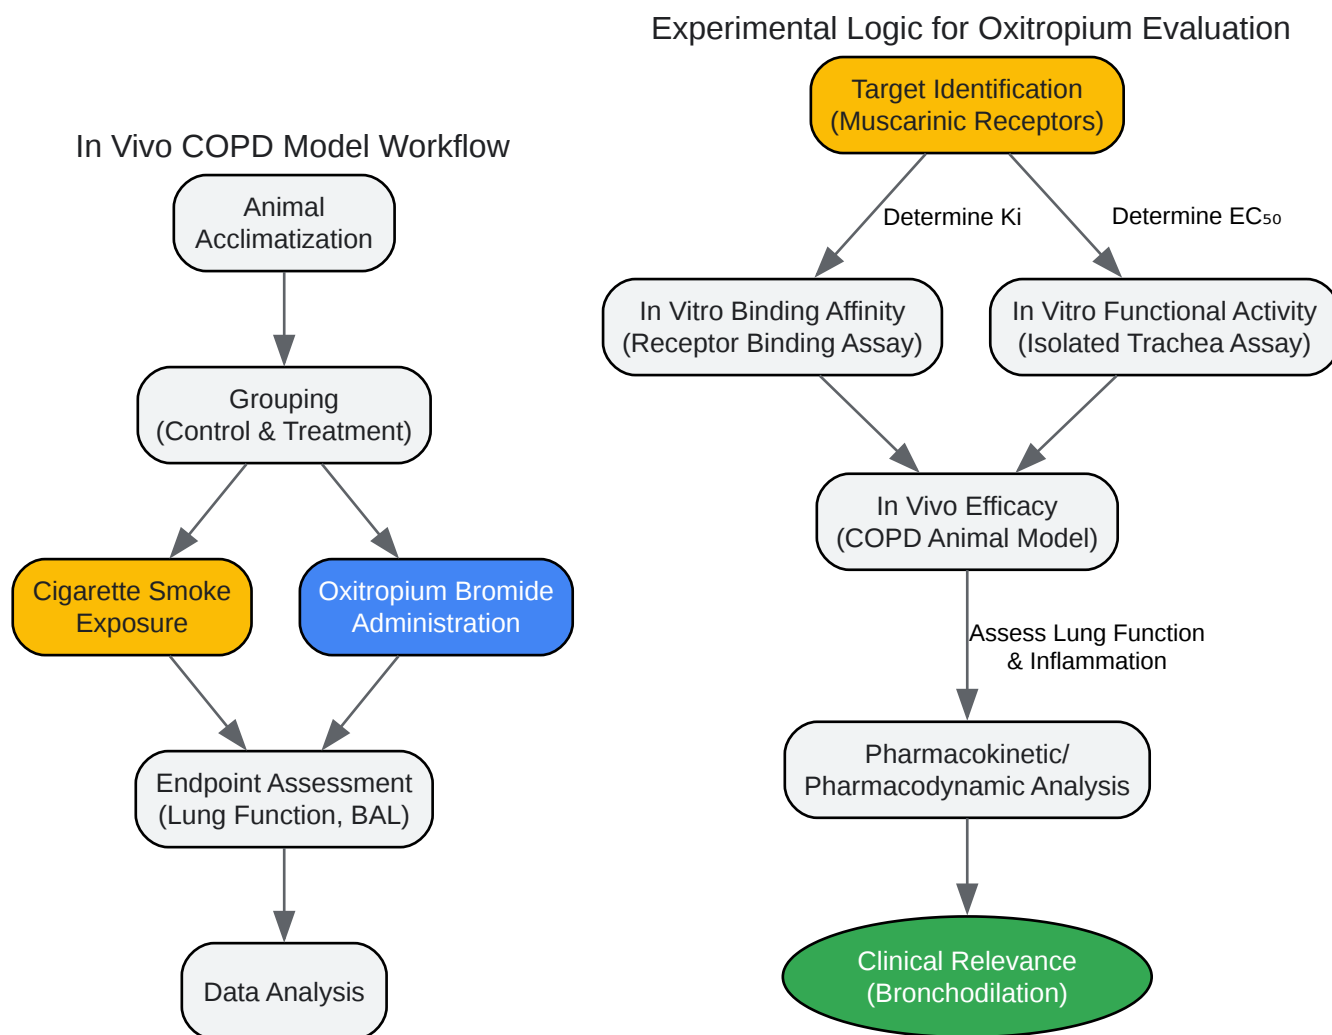 In Vivo COPD Model Workflow
Animal
Acclimatization
Grouping
(Control & Treatment)
Cigarette Smoke
Exposure
Oxitropium Bromide
Administration
Endpoint Assessment
(Lung Function, BAL)
Data Analysis
Experimental Logic for Oxitropium Evaluation
Target Identification
(Muscarinic Receptors)
Determine Ki
Determine EC₅₀
In Vitro Binding Affinity
(Receptor Binding Assay)
In Vitro Functional Activity
(Isolated Trachea Assay)
In Vivo Efficacy
(COPD Animal Model)
Assess Lung Function
& Inflammation
Pharmacokinetic/
Pharmacodynamic Analysis
Clinical Relevance
(Bronchodilation)